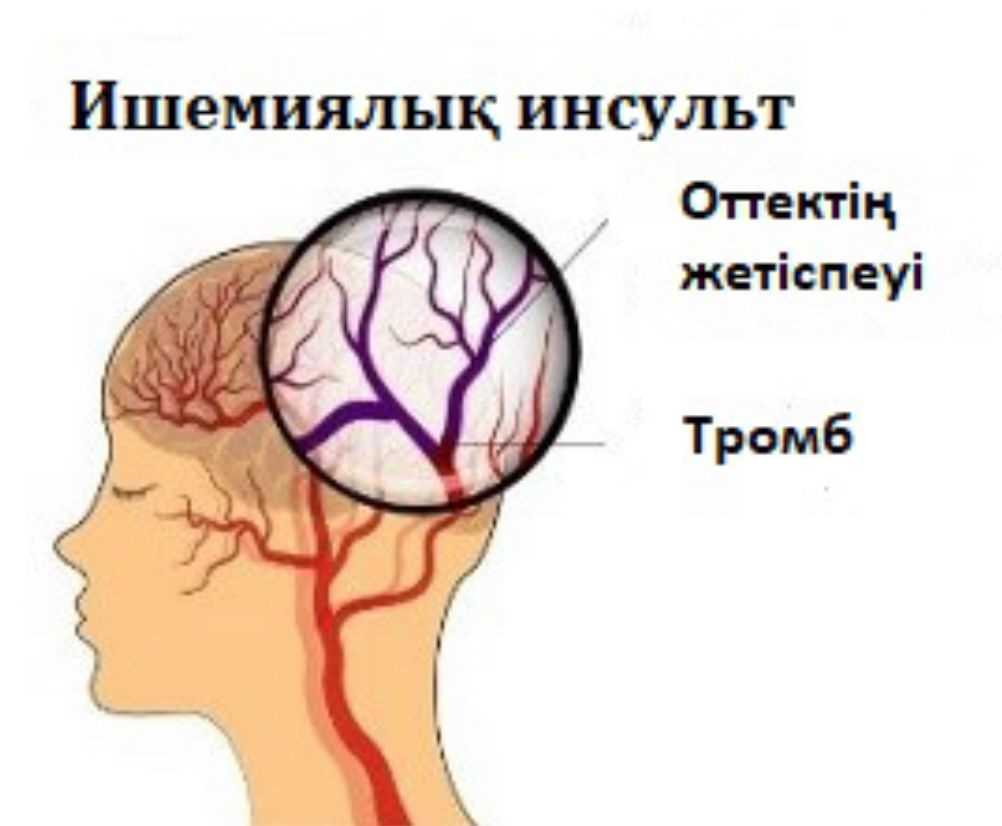 Ишемиялық инсульт
Оттектің
жетіспеуі
Тромб